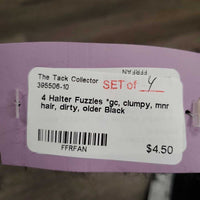 FFRFAN
The Tack Collector
395506-10
SET of 4
4 Halter Fuzzies *gc, clumpy, mnr
hair, dirty, older Black
FFRFAN
$4.50